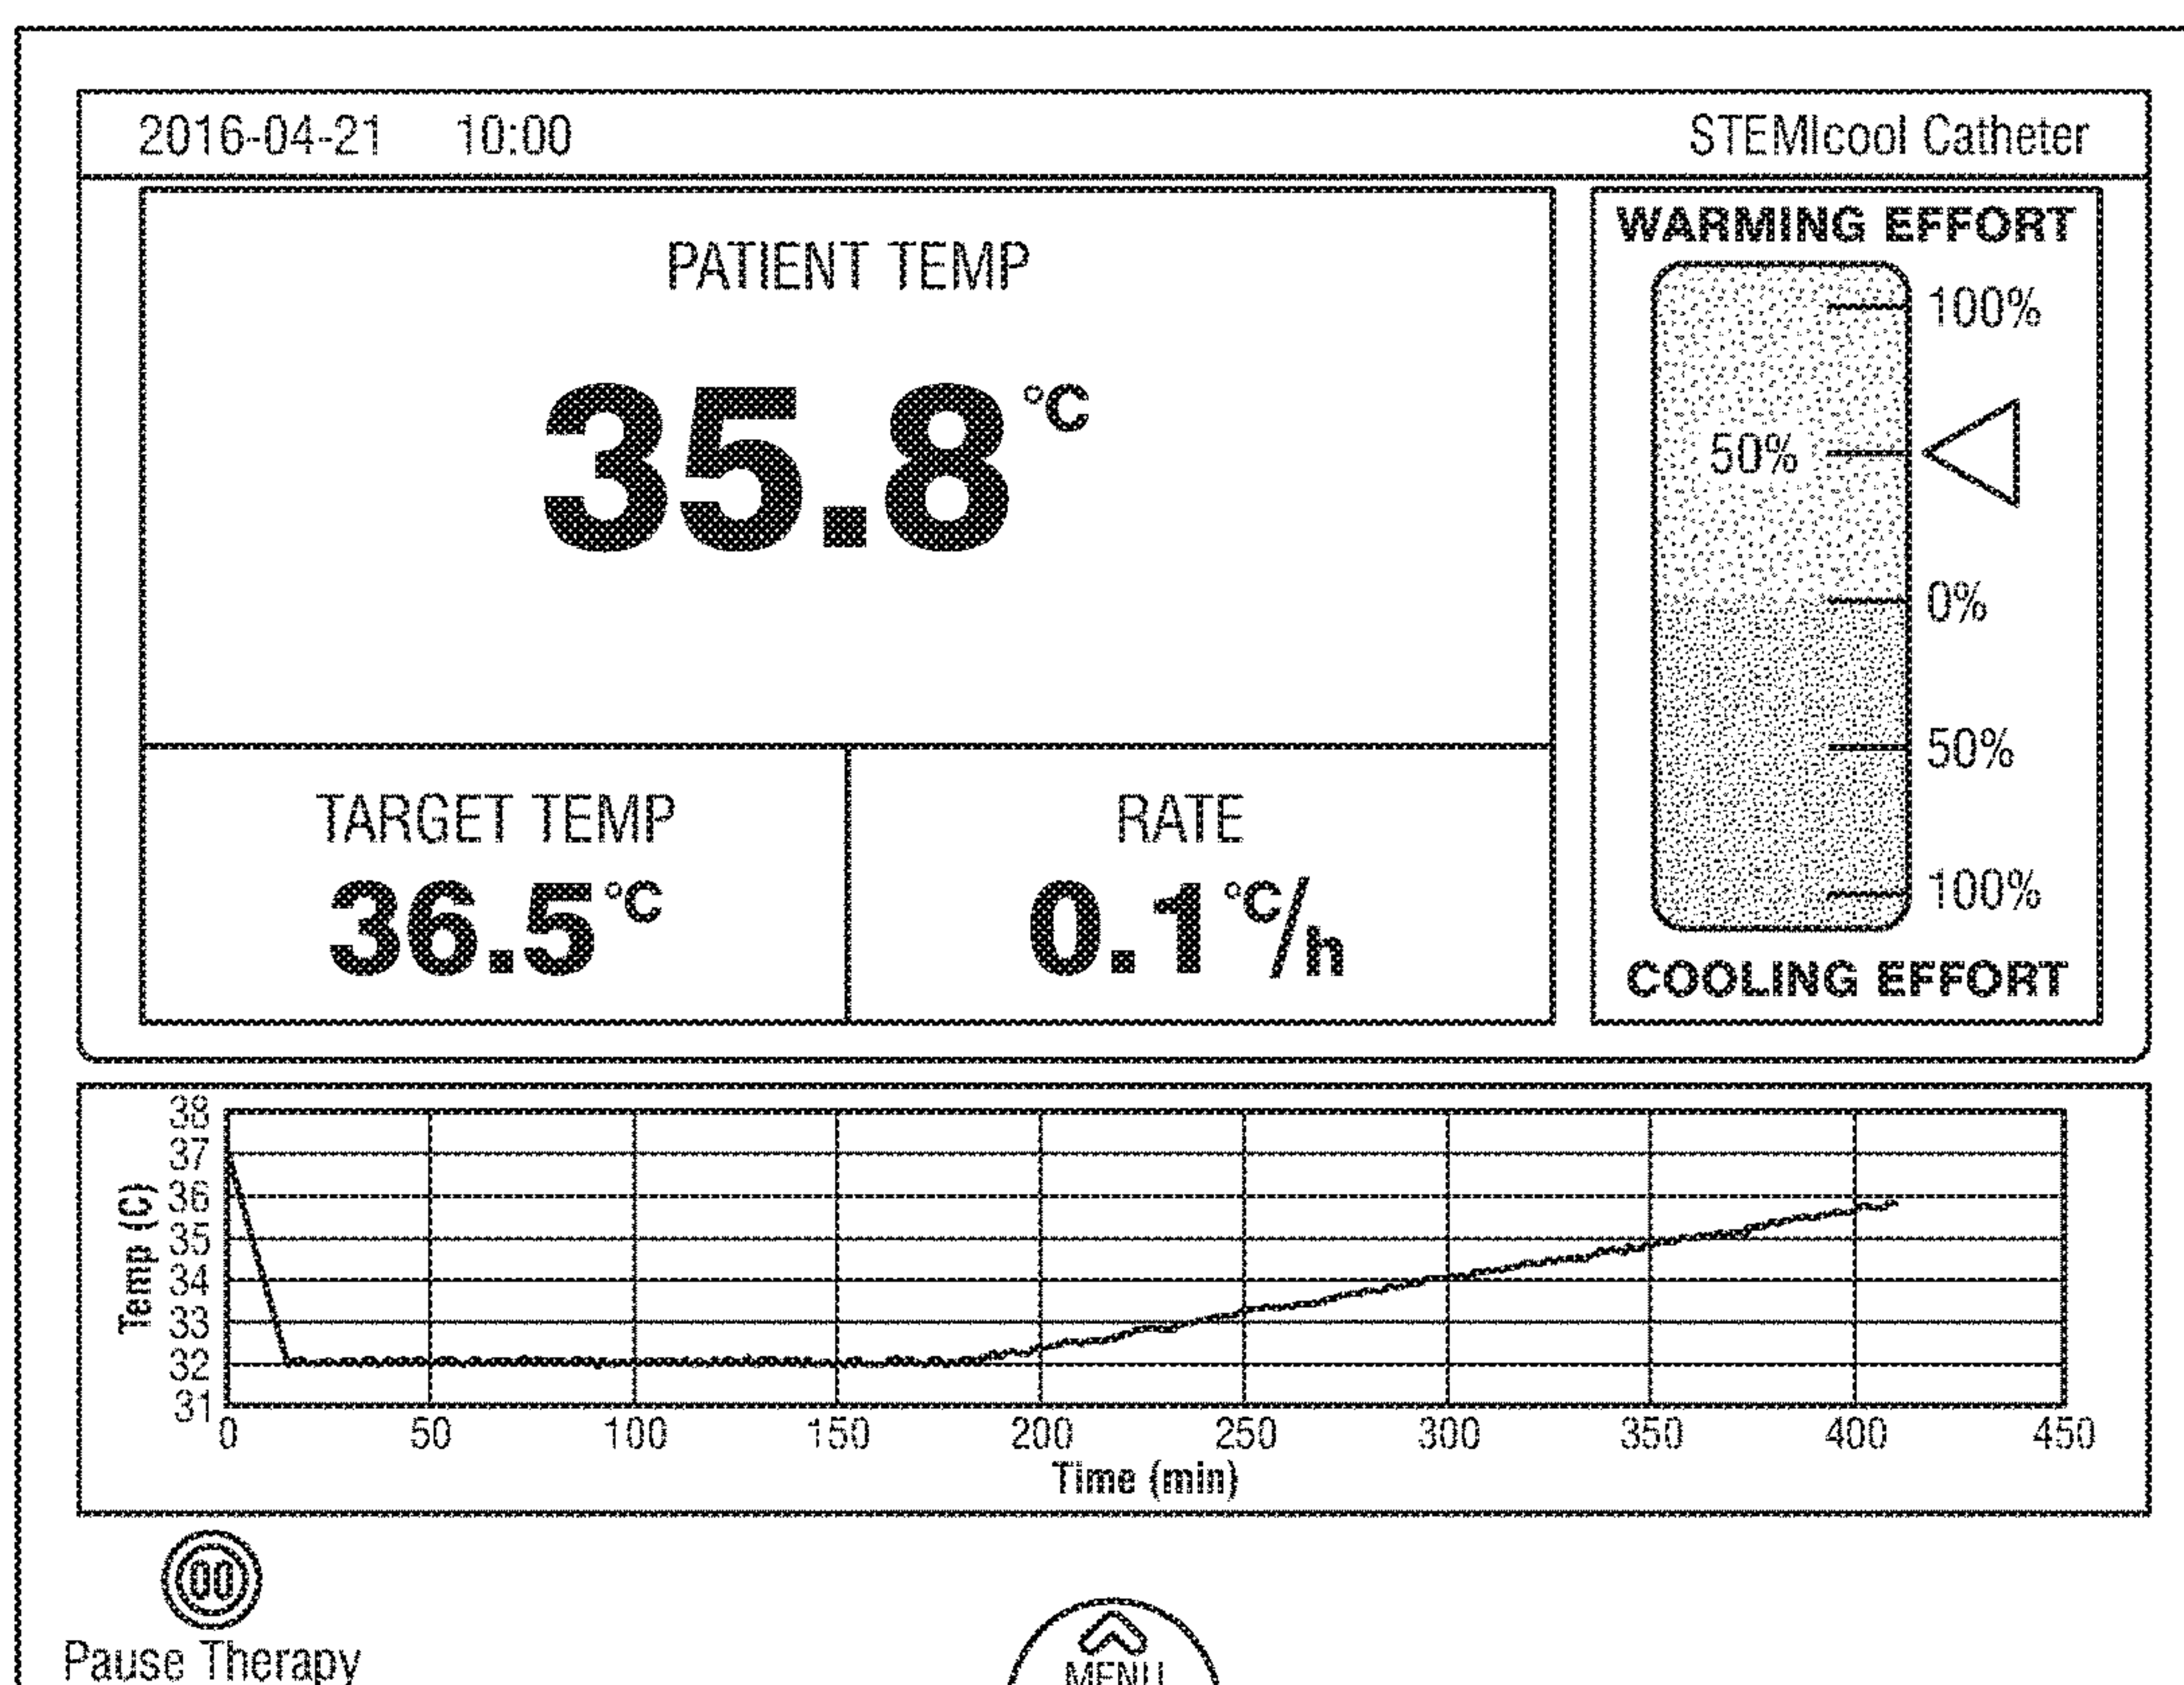 2016-04-21 10:00 STEMIcool Catheter
PATIENT TEMP
35.8 °C
TARGET TEMP
36.5 °C
RATE
0.1 °C/h
WARMING EFFORT
100%
50%
0%
50%
100%
COOLING EFFORT
Temp (C)
38
37
36
35
34
33
32
31
0 50 100 150 200 250 300 350 400 450
Time (min)
Pause Therapy
MENU